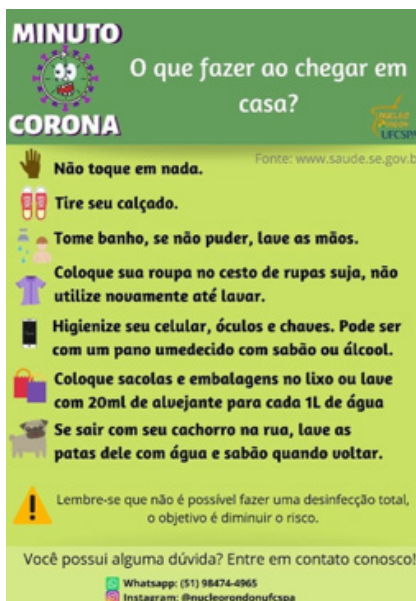 MINUTO
CORONA
O que fazer ao chegar em
casa?
NÚCLEO
RONDON
UFCSPA
Fonte: www.saude.se.gov.b
Não toque em nada.
Tire seu calçado.
Tome banho, se não puder, lave as mãos.
Coloque sua roupa no cesto de rupas suja, não
utilize novamente até lavar.
Higienize seu celular, óculos e chaves. Pode ser
com um pano umedecido com sabão ou álcool.
Coloque sacolas e embalagens no lixo ou lave
com 20ml de alvejante para cada 1L de água
Se sair com seu cachorro na rua, lave as
patas dele com água e sabão quando voltar.
Lembre-se que não é possível fazer uma desinfecção total,
o objetivo é diminuir o risco.
Você possui alguma dúvida? Entre em contato conosco!
Whatsapp: (51) 98474-4965
Instagram: @nucleorondonufcspa